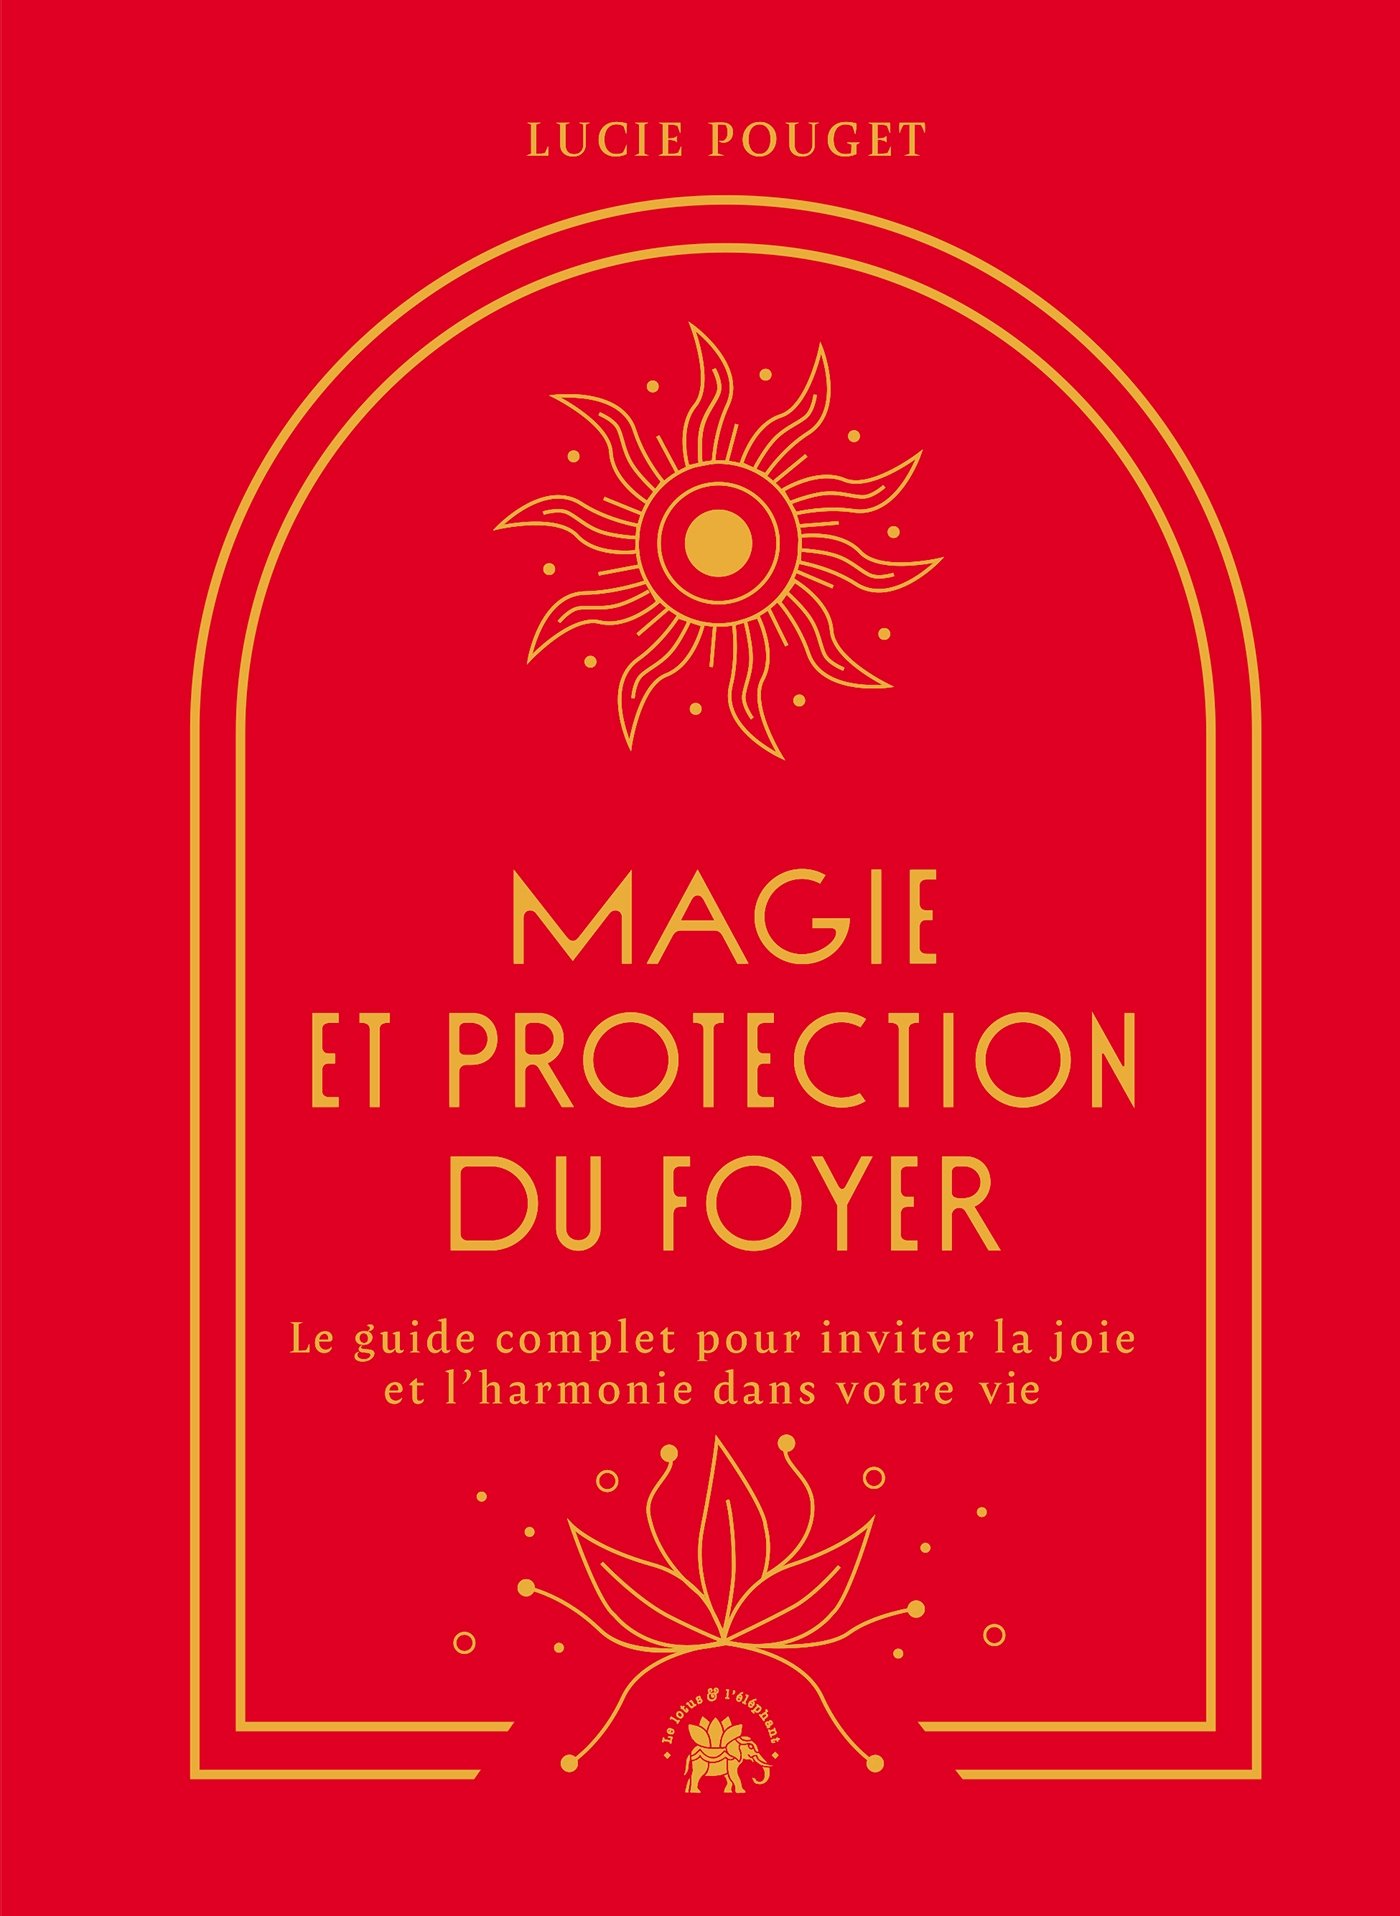 LUCIE POUGET
MAGIE
ET PROTECTION
DU FOYER
Le guide complet pour inviter la joie
et l’harmonie dans votre vie
Le lotus & l’éléphant